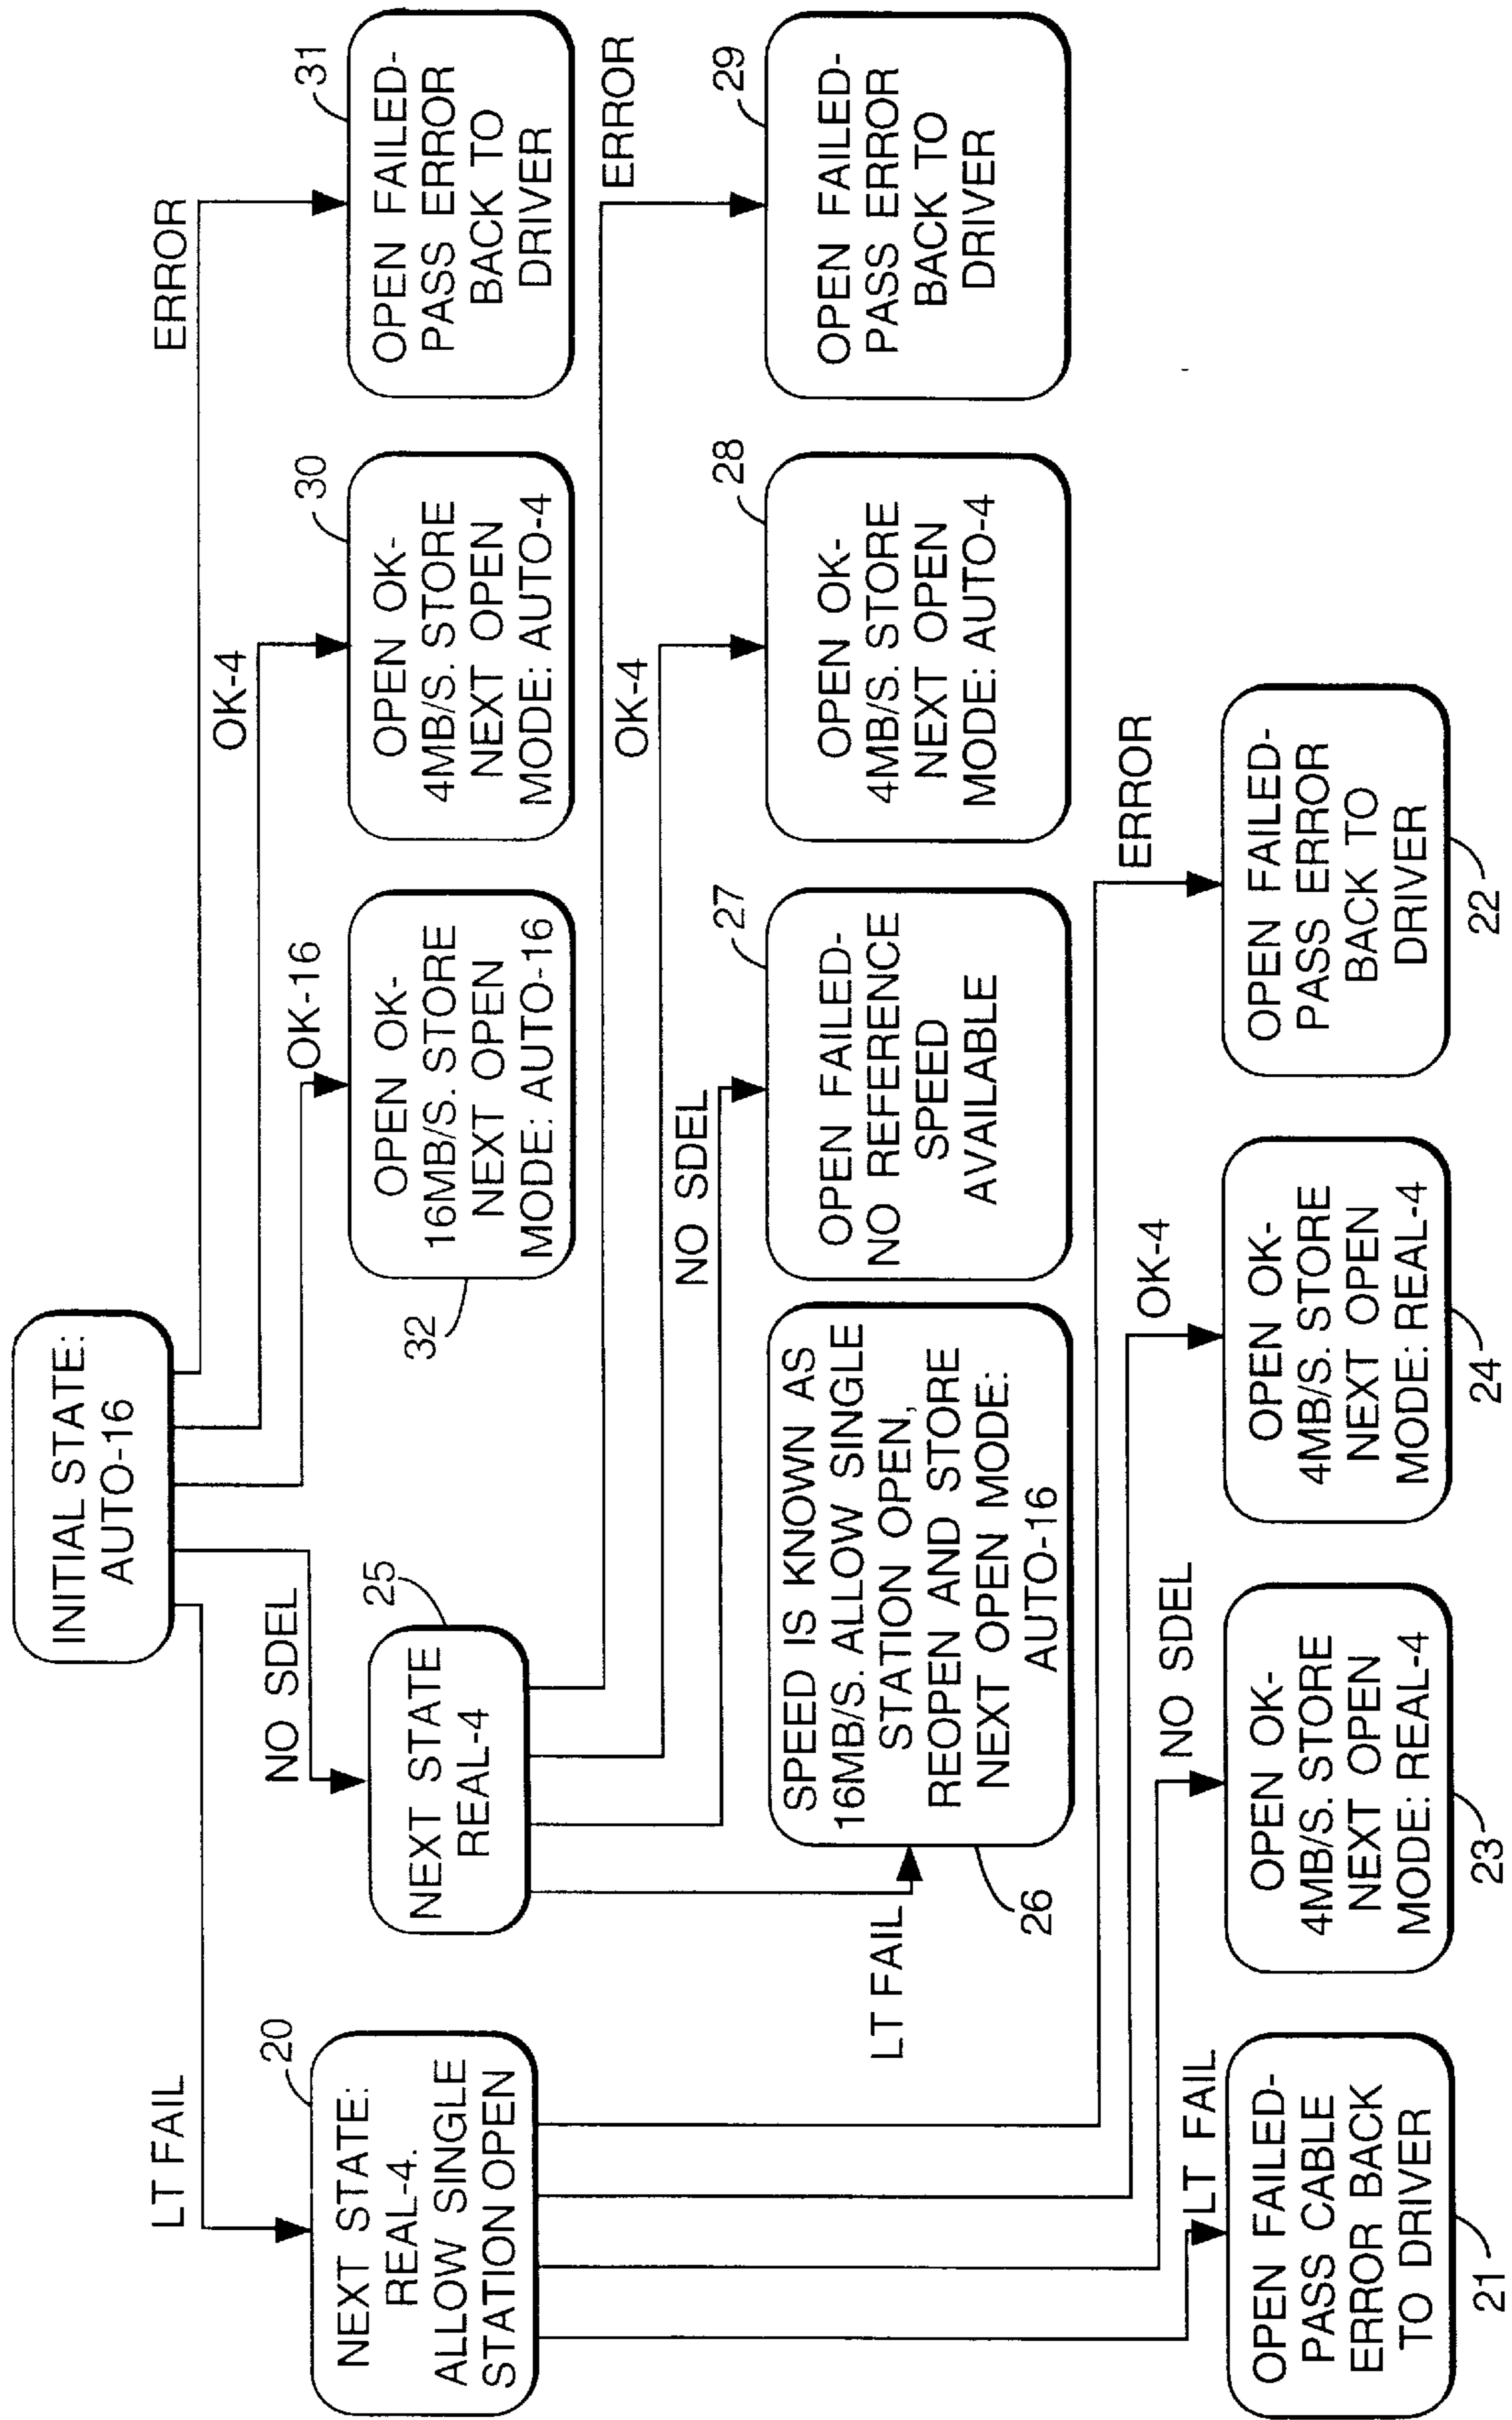 INITIAL STATE:
AUTO-16
LT FAIL
NO SDEL
OK-16
OK-4
ERROR
20
NEXT STATE:
REAL-4.
ALLOW SINGLE
STATION OPEN
25
NEXT STATE
REAL-4
32
OPEN OK-
16MB/S. STORE
NEXT OPEN
MODE: AUTO-16
30
OPEN OK-
4MB/S. STORE
NEXT OPEN
MODE: AUTO-4
31
OPEN FAILED-
PASS ERROR
BACK TO
DRIVER
LT FAIL
NO SDEL
OK-4
ERROR
26
SPEED IS KNOWN AS
16MB/S. ALLOW SINGLE
STATION OPEN,
REOPEN AND STORE
NEXT OPEN MODE:
AUTO-16
27
OPEN FAILED-
NO REFERENCE
SPEED
AVAILABLE
28
OPEN OK-
4MB/S. STORE
NEXT OPEN
MODE: AUTO-4
29
OPEN FAILED-
PASS ERROR
BACK TO
DRIVER
LT FAIL
NO SDEL
OK-4
ERROR
OPEN FAILED-
PASS CABLE
ERROR BACK
TO DRIVER
21
OPEN OK-
4MB/S. STORE
NEXT OPEN
MODE: REAL-4
23
OPEN OK-
4MB/S. STORE
NEXT OPEN
MODE: REAL-4
24
OPEN FAILED-
PASS ERROR
BACK TO
DRIVER
22